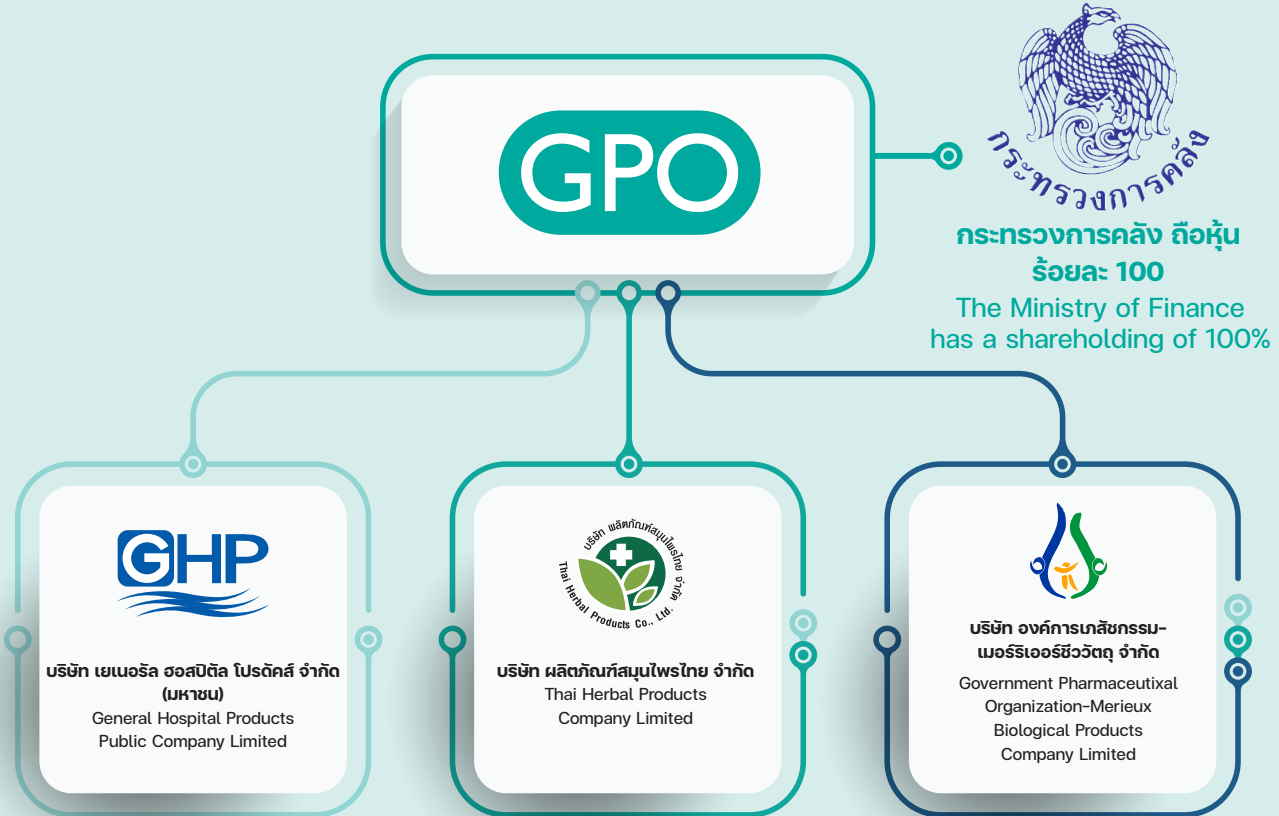 GPO
กระทรวงการคลัง
กระทรวงการคลัง ถือหุ้น
ร้อยละ 100
The Ministry of Finance
has a shareholding of 100%
GHP
บริษัท เยเนอรัล ฮอสปิตัล โปรดัคส์ จำกัด
(มหาชน)
General Hospital Products
Public Company Limited
บริษัท ผลิตภัณฑ์สมุนไพรไทย จำกัด
Thai Herbal Products Co., Ltd.
บริษัท ผลิตภัณฑ์สมุนไพรไทย จำกัด
Thai Herbal Products
Company Limited
บริษัท องค์การเภสัชกรรม-
เมอร์ริเออร์ชีววัตถุ จำกัด
Government Pharmaceutixal
Organization-Merieux
Biological Products
Company Limited